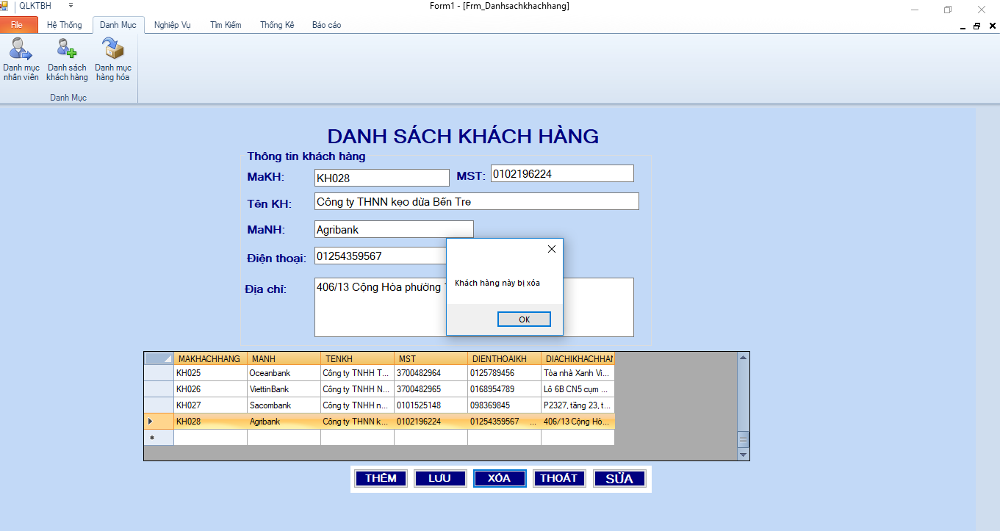 QLKTBH
Form1 - [Frm_Danhsachkhachhang]
File Hệ Thống Danh Mục Nghiệp Vụ Tìm Kiếm Thống Kê Báo cáo
Danh mục nhân viên
Danh sách khách hàng
Danh mục hàng hóa
Danh Mục
DANH SÁCH KHÁCH HÀNG
Thông tin khách hàng
MaKH: KH028 MST: 0102196224
Tên KH: Công ty THNN kẹo dừa Bến Tre
MaNH: Agribank
Điện thoại: 01254359567
Địa chỉ: 406/13 Cộng Hòa phường
Khách hàng này bị xóa
OK
MAKHACHHANG MANH TENKH MST DIENTHOAIKH DIACHIKHACHHAN
KH025 Oceanbank Công ty TNHH T... 3700482964 0125789456 Tòa nhà Xanh Vi...
KH026 ViettinBank Công ty TNHH N... 3700482965 0168954789 Lô 6B CN5 cụm ...
KH027 Sacombank Công ty TNHH n... 0101525148 098369845 P2327, tầng 23, t...
KH028 Agribank Công ty THNN k... 0102196224 01254359567 ... 406/13 Cộng Hò...
THÊM LƯU XÓA THOÁT SỬA